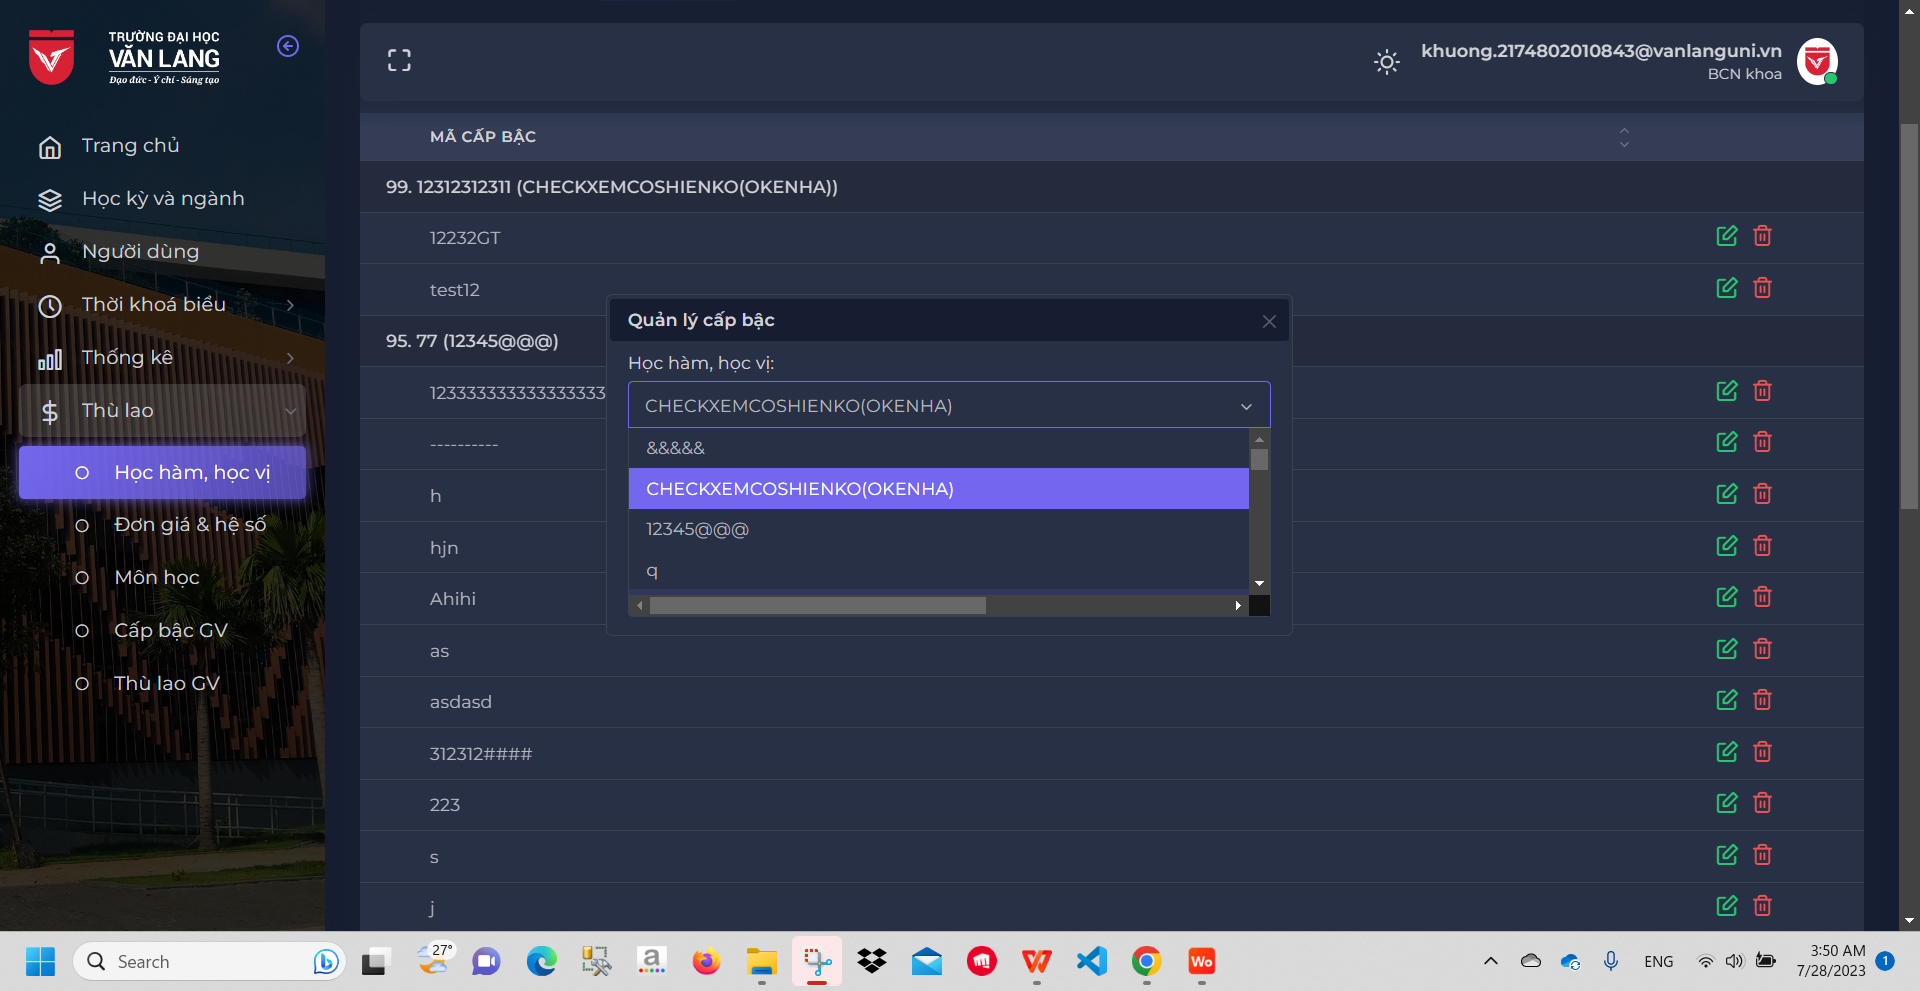 TRƯỜNG ĐẠI HỌC
VĂN LANG
Đạo đức - Ý chí - Sáng tạo
Trang chủ
Học kỳ và ngành
Người dùng
Thời khoá biểu
Thống kê
Thù lao
Học hàm, học vị
Đơn giá & hệ số
Môn học
Cấp bậc GV
Thù lao GV
khuong.2174802010843@vanlanguni.vn
BCN khoa
MÃ CẤP BẬC
99. 12312312311 (CHECKXEMCOSHIENKO(OKENHA))
12232GT
test12
95. 77 (12345@@@)
----------
h
hjn
Ahihi
as
asdasd
312312####
223
s
j
Quản lý cấp bậc
Học hàm, học vị:
CHECKXEMCOSHIENKO(OKENHA)
&&&&&
CHECKXEMCOSHIENKO(OKENHA)
12345@@@
q
Search
27°
a
Wo
ENG
3:50 AM
7/28/2023
1